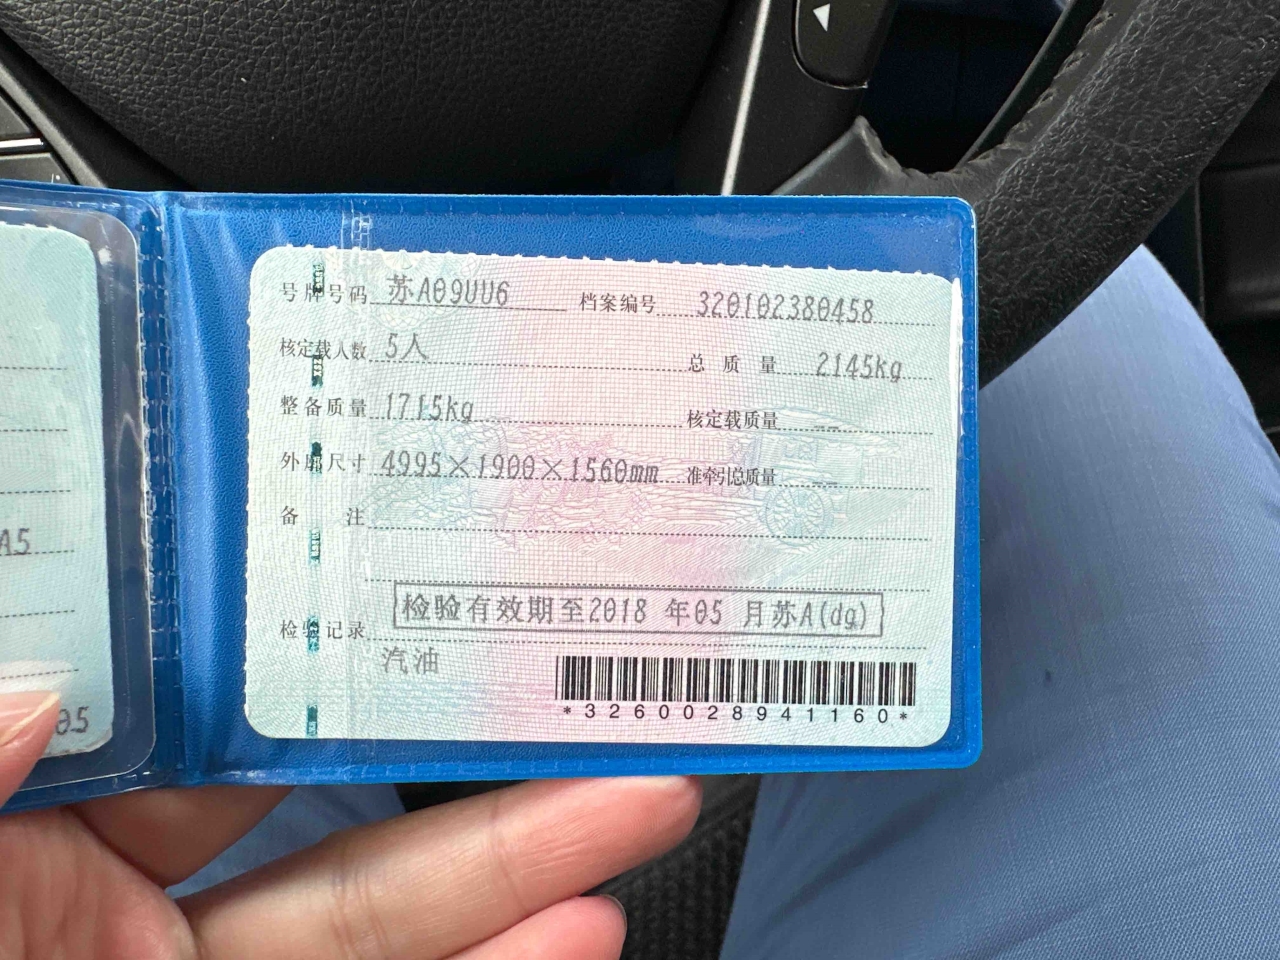 号牌号码 苏A09UU6 档案编号 320102380458
核定载人数 5人 总质量 2145kg
整备质量 1715kg 核定载质量 --
外廓尺寸 4995×1900×1560mm 准牵引总质量 --
备注
检验记录 检验有效期至2018 年05 月苏A(dg)
汽油
*3260028941160*
A5
05